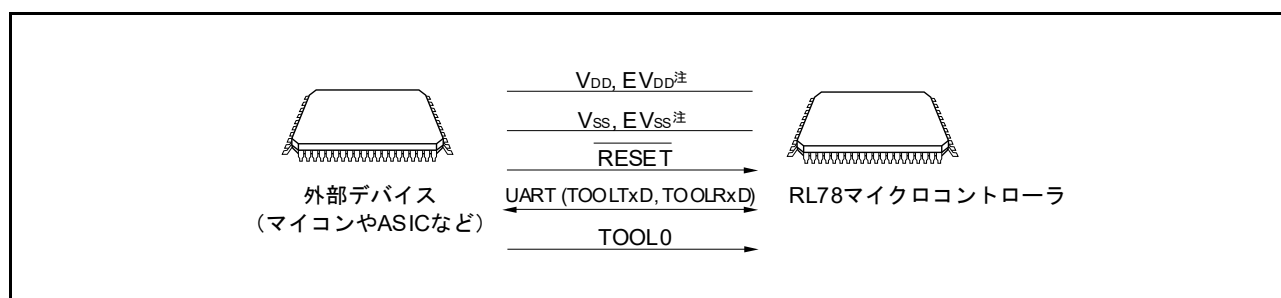 VDD, EVDD注
VSS, EVSS注
RESET
UART (TOOLTxD, TOOLRxD)
TOOL0
外部デバイス
（マイコンやASICなど）
RL78マイクロコントローラ